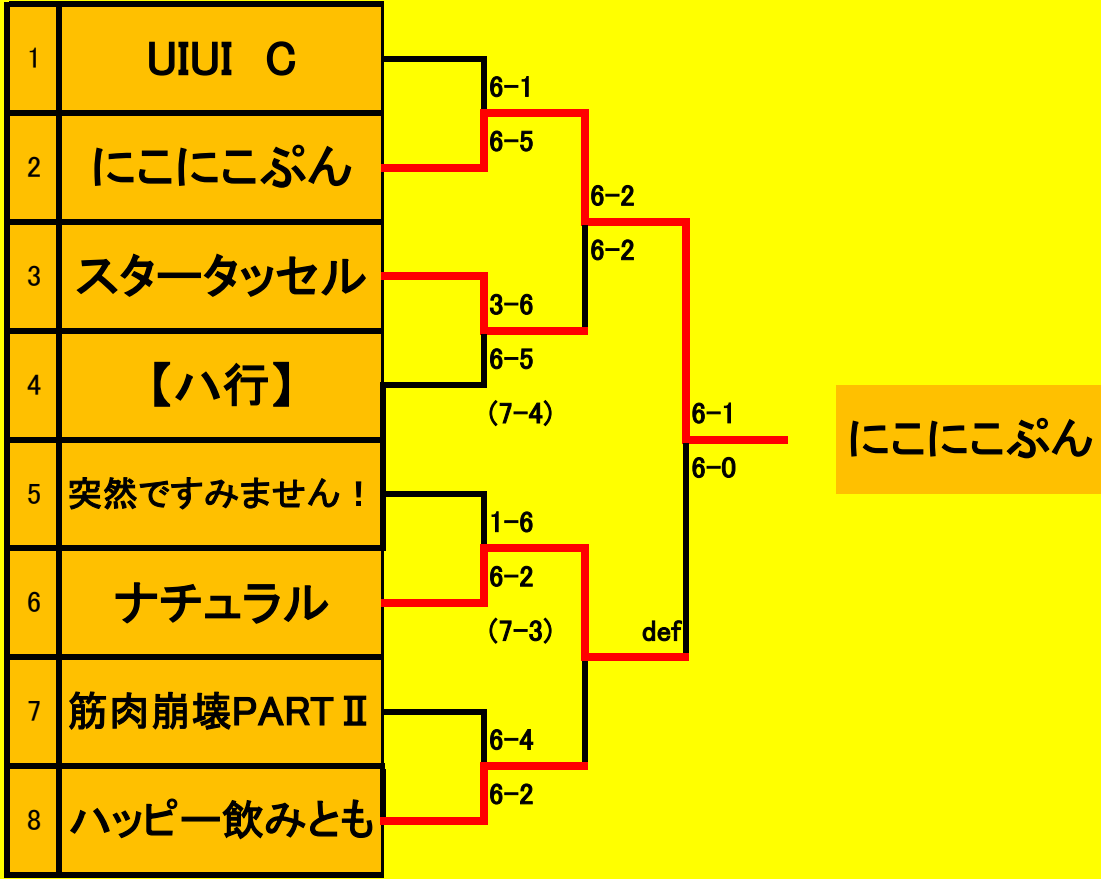 1 UIUI C
6-1
2 にこにこぷん
6-5
6-2
6-2
3 スタータッセル
3-6
4 【ハ行】
6-5
(7-4)
6-1
にこにこぷん
6-0
5 突然ですみません！
1-6
6 ナチュラル
6-2
(7-3)
def
7 筋肉崩壊PARTⅡ
6-4
8 ハッピー飲みとも
6-2